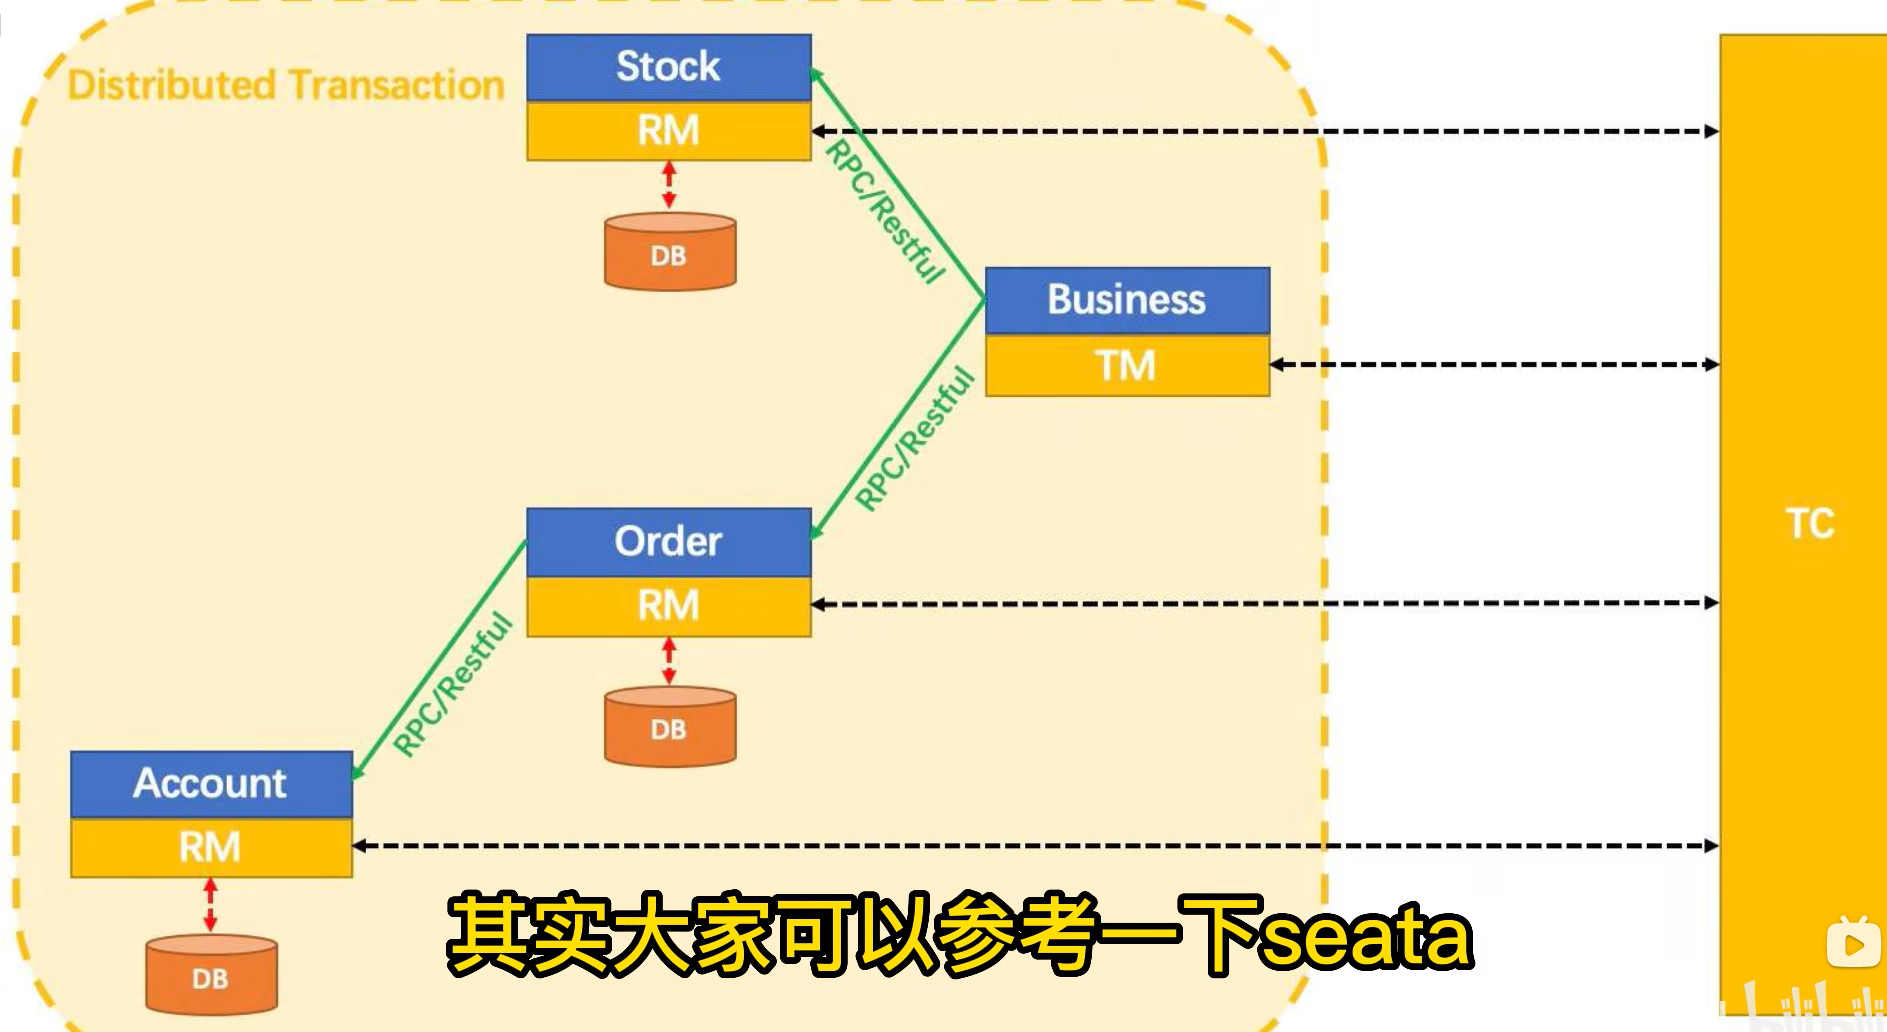 Distributed Transaction
Stock
RM
DB
RPC/Restful
Business
TM
RPC/Restful
Order
RM
DB
RPC/Restful
Account
RM
DB
TC
其实大家可以参考一下seata
bilibili